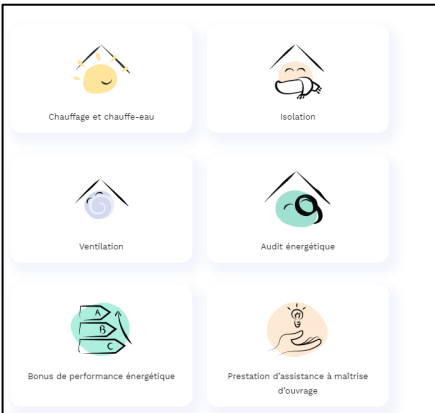 Chauffage et chauffe-eau
Isolation
Ventilation
Audit énergétique
A
B
C
Bonus de performance énergétique
Prestation d'assistance à maîtrise
d'ouvrage